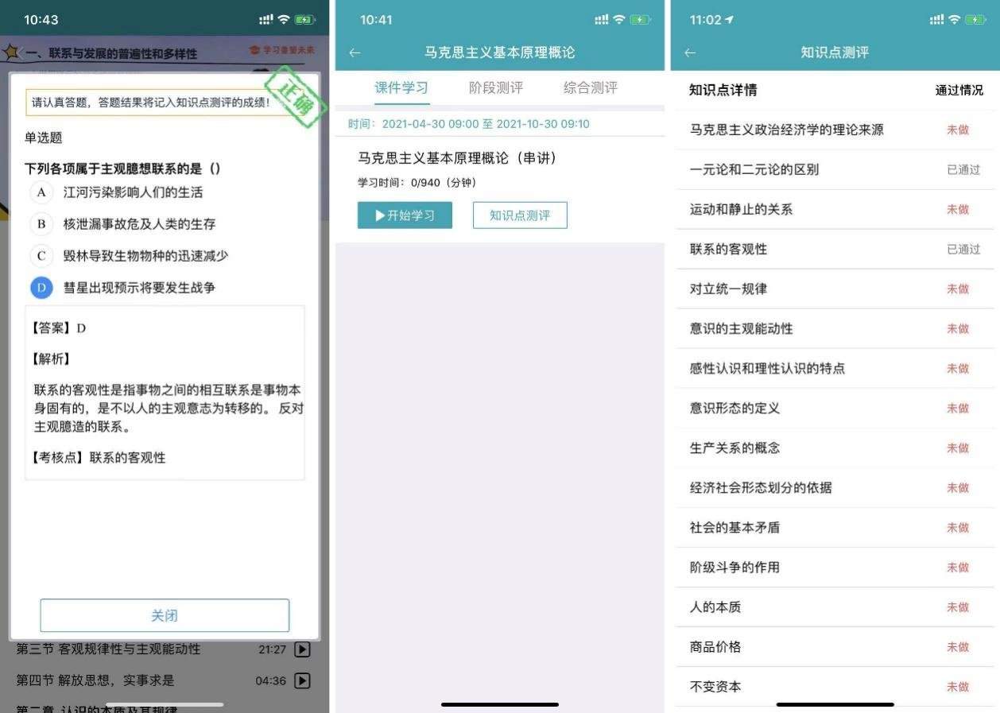 10:43
一、联系与发展的普遍性和多样性
学习重塑未来
正确
请认真答题，答题结果将记入知识点测评的成绩！
单选题
下列各项属于主观臆想联系的是（）
A 江河污染影响人们的生活
B 核泄漏事故危及人类的生存
C 毁林导致生物物种的迅速减少
D 彗星出现预示将要发生战争
【答案】D
【解析】
联系的客观性是指事物之间的相互联系是事物本
身固有的，是不以人的主观意志为转移的。 反对
主观臆造的联系。
【考核点】联系的客观性
关闭
第三节 客观规律性与主观能动性 21:27
第四节 解放思想，实事求是 04:36
第二章 认识的本质及其规律
10:41
马克思主义基本原理概论
课件学习 阶段测评 综合测评
时间：2021-04-30 09:00 至 2021-10-30 09:10
马克思主义基本原理概论（串讲）
学习时间：0/940（分钟）
开始学习 知识点测评
11:02
知识点测评
知识点详情 通过情况
马克思主义政治经济学的理论来源 未做
一元论和二元论的区别 已通过
运动和静止的关系 未做
联系的客观性 已通过
对立统一规律 未做
意识的主观能动性 未做
感性认识和理性认识的特点 未做
意识形态的定义 未做
生产关系的概念 未做
经济社会形态划分的依据 未做
社会的基本矛盾 未做
阶级斗争的作用 未做
人的本质 未做
商品价格 未做
不变资本 未做